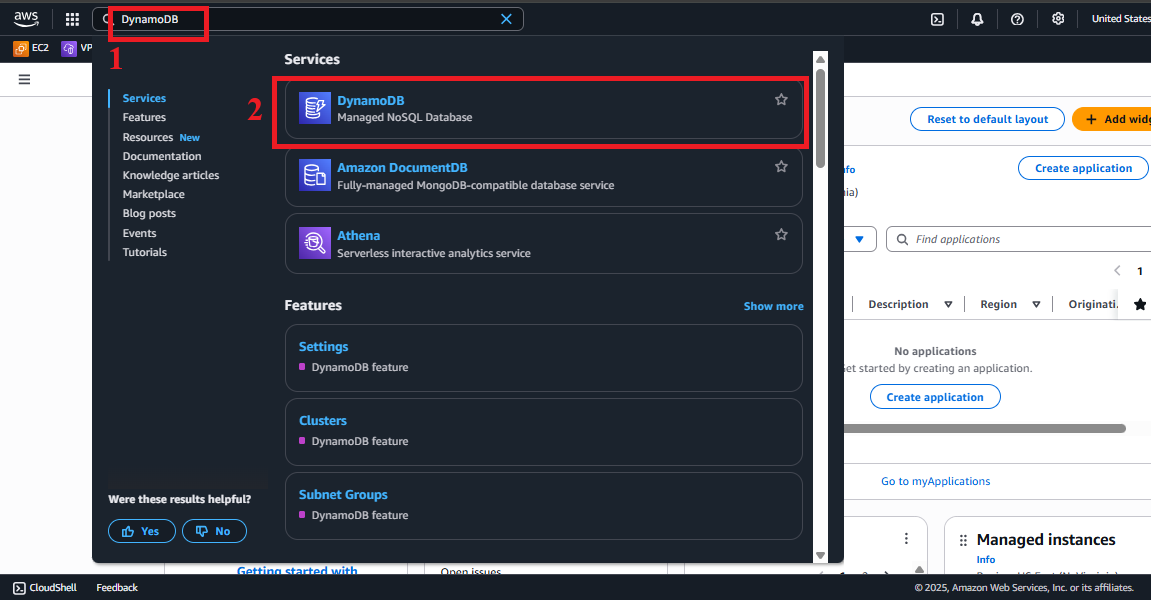 aws
DynamoDB
United States
EC2
VP
1
2
Services
Features
Resources New
Documentation
Knowledge articles
Marketplace
Blog posts
Events
Tutorials
Were these results helpful?
Yes
No
Services
DynamoDB
Managed NoSQL Database
Amazon DocumentDB
Fully-managed MongoDB-compatible database service
Athena
Serverless interactive analytics service
Features
Show more
Settings
DynamoDB feature
Clusters
DynamoDB feature
Subnet Groups
DynamoDB feature
Reset to default layout
Add widg
nfo
Create application
nia)
Find applications
1
Description
Region
Originati.
No applications
et started by creating an application.
Create application
Go to myApplications
Managed instances
Info
Getting started with
Open issues
CloudShell
Feedback
© 2025, Amazon Web Services, Inc. or its affiliates.